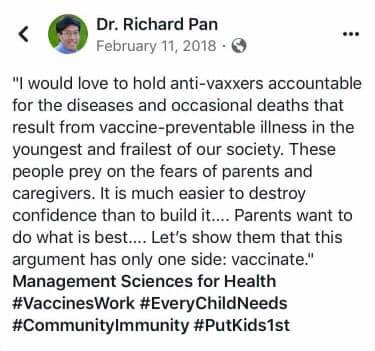 Dr. Richard Pan
February 11, 2018 ·
"I would love to hold anti-vaxxers accountable
for the diseases and occasional deaths that
result from vaccine-preventable illness in the
youngest and frailest of our society. These
people prey on the fears of parents and
caregivers. It is much easier to destroy
confidence than to build it.... Parents want to
do what is best.... Let's show them that this
argument has only one side: vaccinate."
Management Sciences for Health
#VaccinesWork #EveryChildNeeds
#CommunityImmunity #PutKids1st